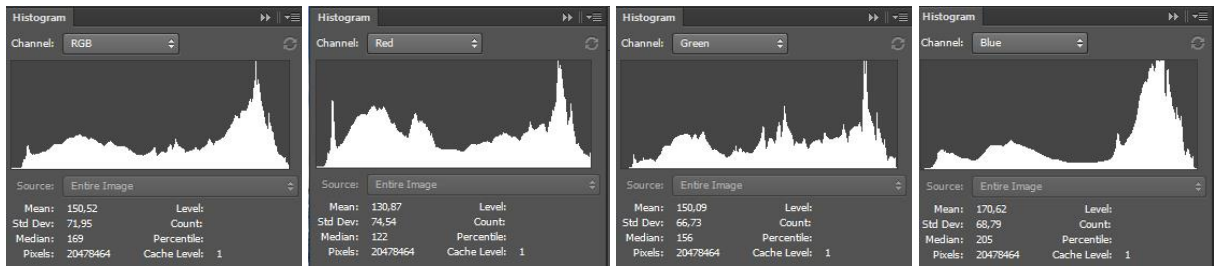 Histogram
Channel: RGB
Source: Entire Image
Mean: 150,52 Level:
Std Dev: 71,95 Count:
Median: 169 Percentile:
Pixels: 20478464 Cache Level: 1
Histogram
Channel: Red
Source: Entire Image
Mean: 130,87 Level:
Std Dev: 74,54 Count:
Median: 122 Percentile:
Pixels: 20478464 Cache Level: 1
Histogram
Channel: Green
Source: Entire Image
Mean: 150,09 Level:
Std Dev: 66,73 Count:
Median: 156 Percentile:
Pixels: 20478464 Cache Level: 1
Histogram
Channel: Blue
Source: Entire Image
Mean: 170,62 Level:
Std Dev: 68,79 Count:
Median: 205 Percentile:
Pixels: 20478464 Cache Level: 1